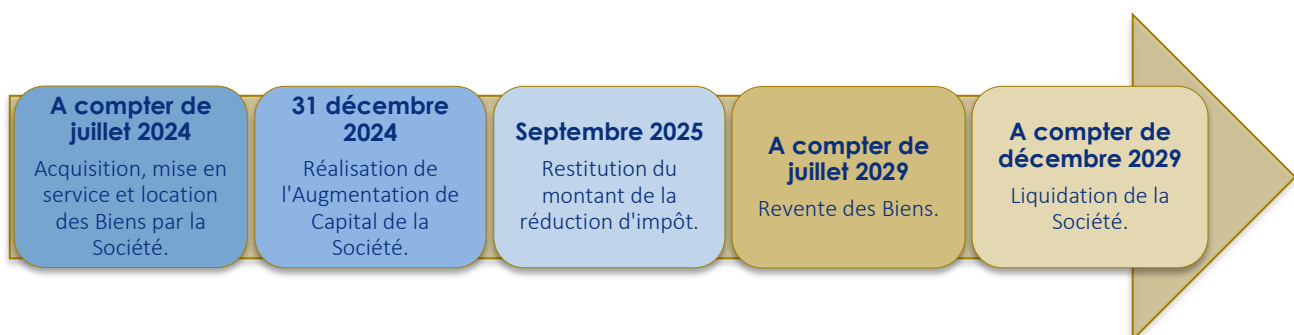 A compter de
juillet 2024
Acquisition, mise en
service et location
des Biens par la
Société.
31 décembre
2024
Réalisation de
l'Augmentation de
Capital de la
Société.
Septembre 2025
Restitution du
montant de la
réduction d'impôt.
A compter de
juillet 2029
Revente des Biens.
A compter de
décembre 2029
Liquidation de la
Société.